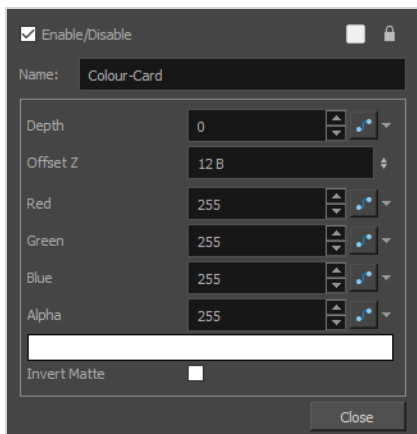 Enable/Disable
Name: Colour-Card
Depth 0
Offset Z 12 B
Red 255
Green 255
Blue 255
Alpha 255
Invert Matte
Close